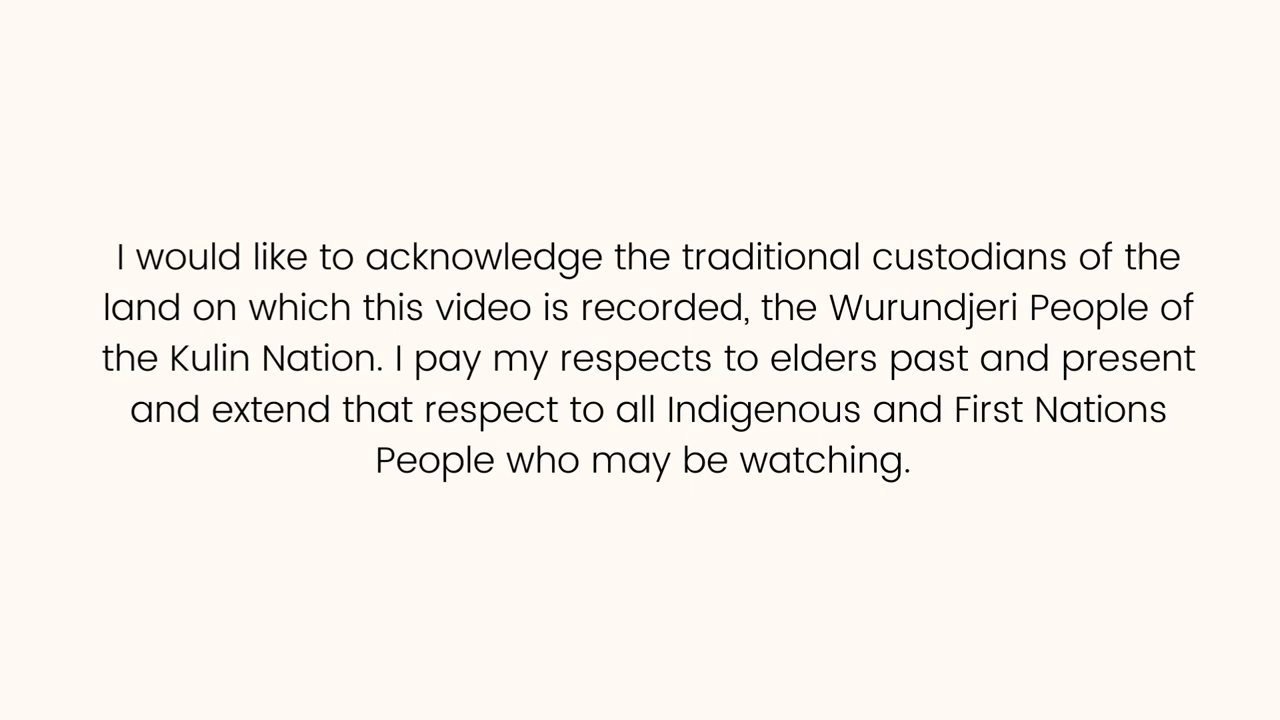 I would like to acknowledge the traditional custodians of the
land on which this video is recorded, the Wurundjeri People of
the Kulin Nation. I pay my respects to elders past and present
and extend that respect to all Indigenous and First Nations
People who may be watching.